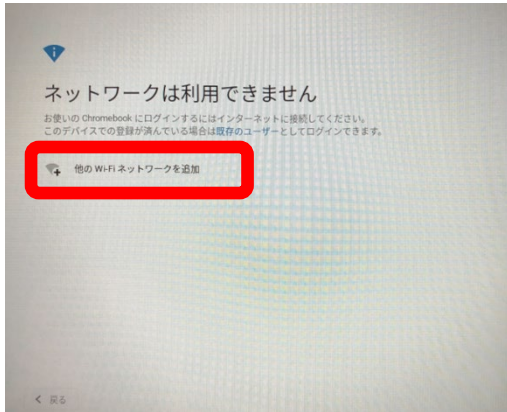 ネットワークは利用できません
お使いの Chromebook にログインするにはインターネットに接続してください。
このデバイスでの登録が済んでいる場合は既存のユーザーとしてログインできます。
他の Wi-Fi ネットワークを追加
戻る